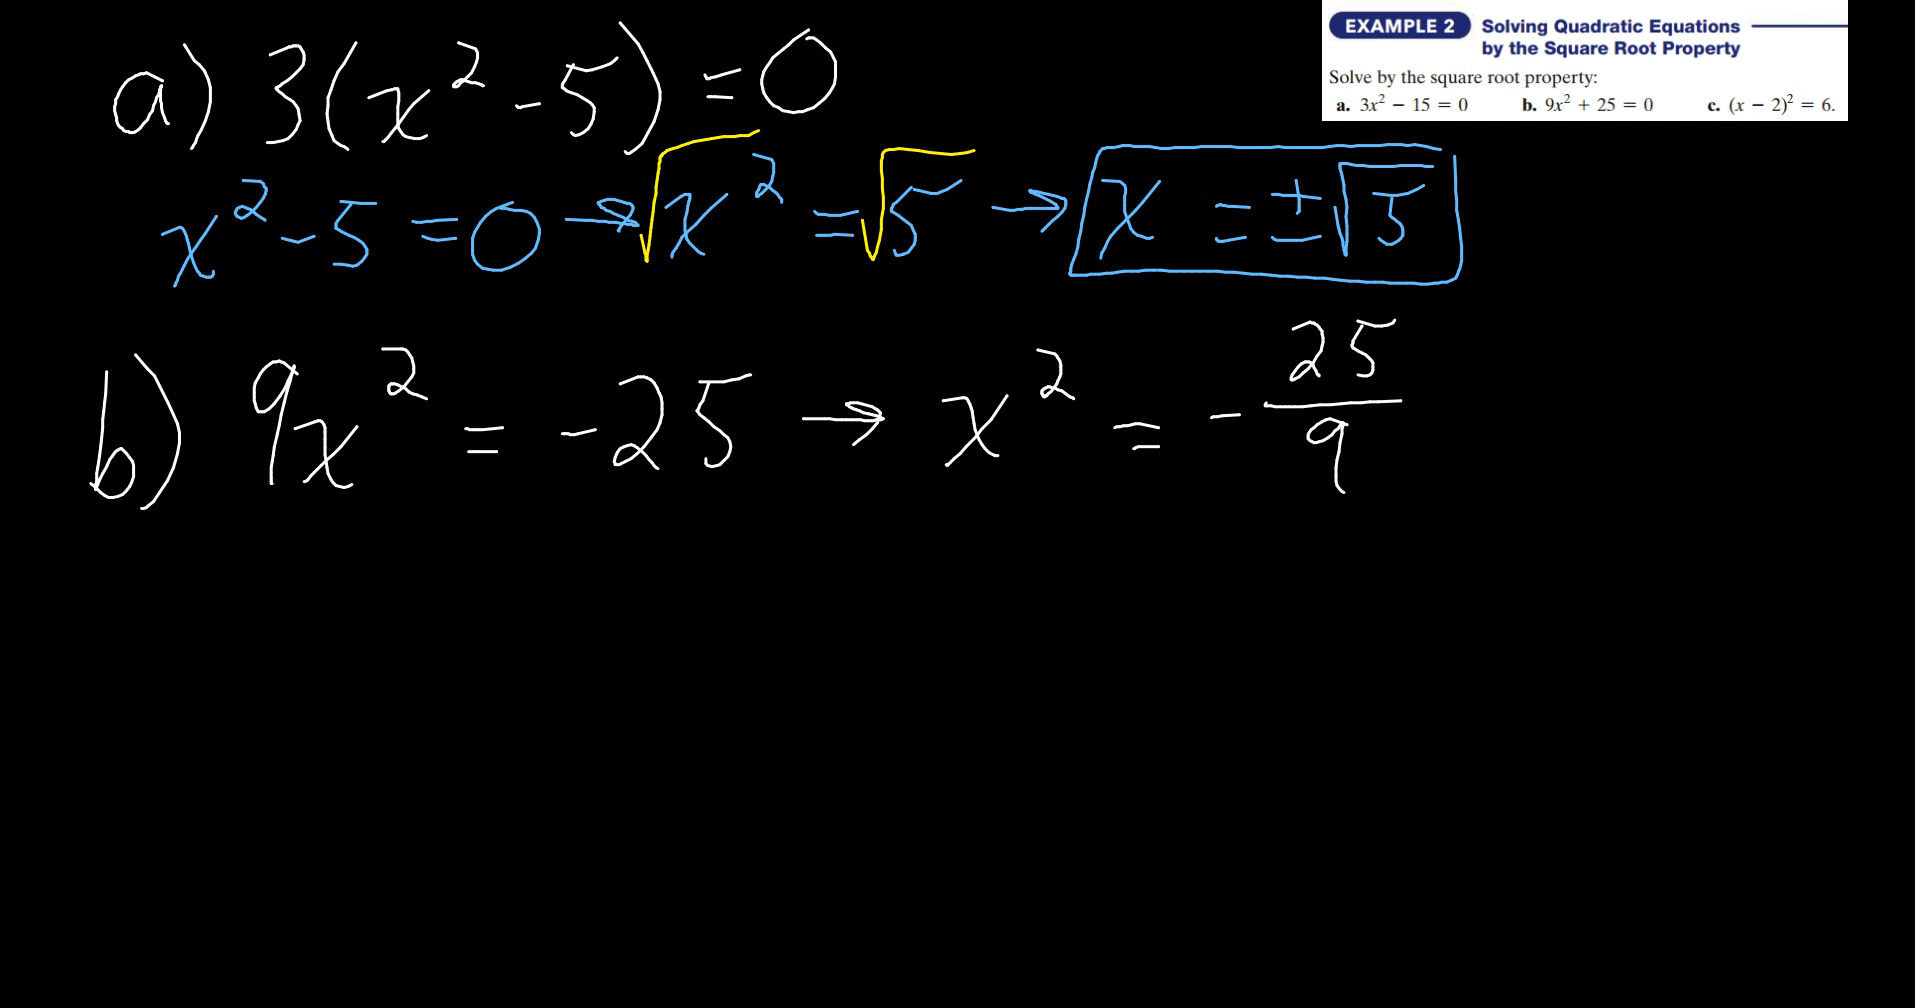 EXAMPLE 2 Solving Quadratic Equations
by the Square Root Property
Solve by the square root property:
a. 3x² − 15 = 0 b. 9x² + 25 = 0 c. (x − 2)² = 6.
a) 3(x² - 5) = 0
x² - 5 = 0 → √x² = √5 → x = ±√5
b) 9x² = -25 → x² = -25/9